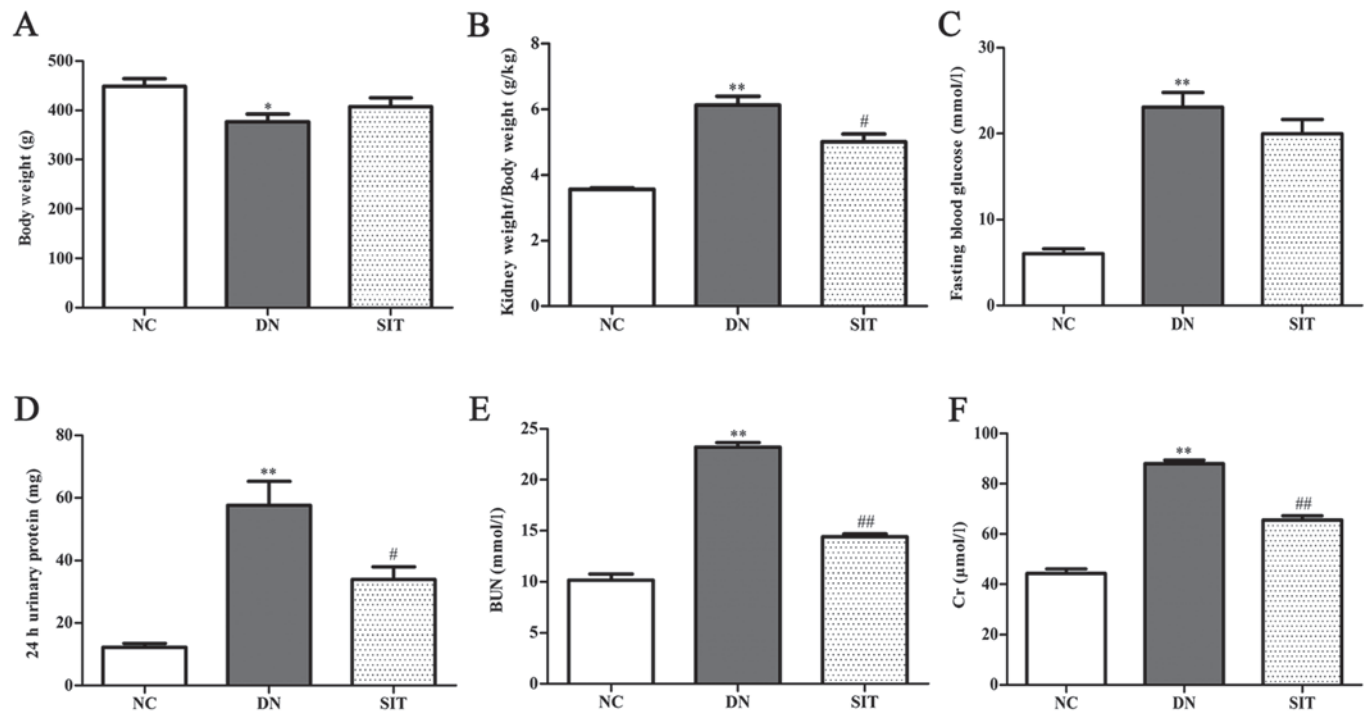 A
Body weight (g)
500
400
300
200
100
0
*
NC DN SIT
B
Kidney weight/Body weight (g/kg)
8
6
4
2
0
**
#
NC DN SIT
C
Fasting blood glucose (mmol/l)
30
20
10
0
**
NC DN SIT
D
24 h urinary protein (mg)
80
60
40
20
0
**
#
NC DN SIT
E
BUN (mmol/l)
25
20
15
10
5
0
**
##
NC DN SIT
F
Cr (μmol/l)
100
80
60
40
20
0
**
##
NC DN SIT